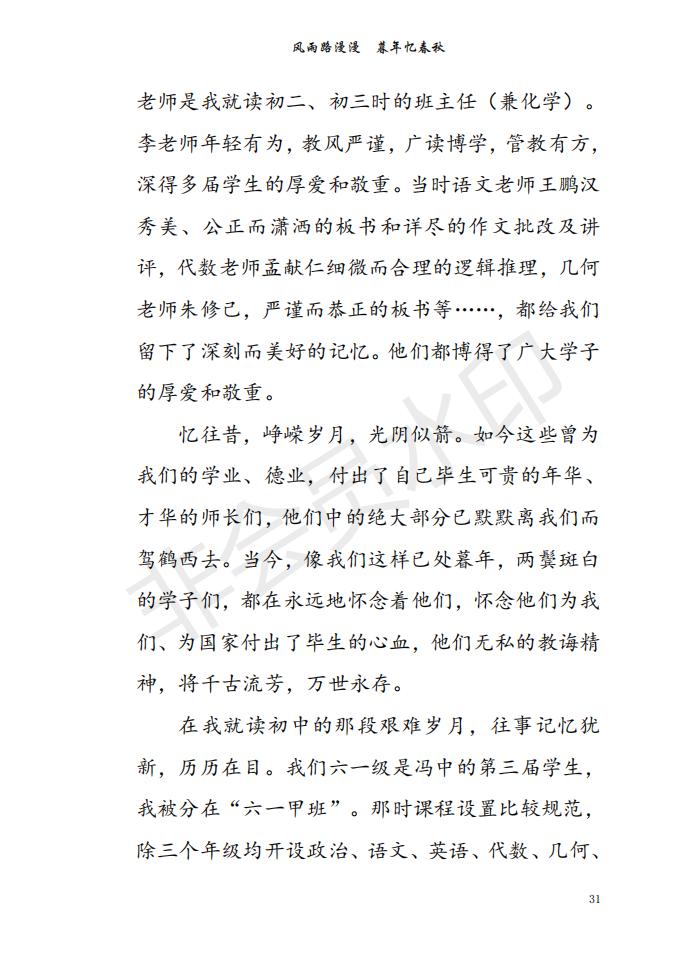 风雨路漫漫　暮年忆春秋
老师是我就读初二、初三时的班主任（兼化学）。
李老师年轻有为，教风严谨，广读博学，管教有方，
深得多届学生的厚爱和敬重。当时语文老师王鹏汉
秀美、公正而潇洒的板书和详尽的作文批改及讲
评，代数老师孟献仁细微而合理的逻辑推理，几何
老师朱修己，严谨而恭正的板书等……，都给我们
留下了深刻而美好的记忆。他们都博得了广大学子
的厚爱和敬重。
忆往昔，峥嵘岁月，光阴似箭。如今这些曾为
我们的学业、德业，付出了自己毕生可贵的年华、
才华的师长们，他们中的绝大部分已默默离我们而
驾鹤西去。当今，像我们这样已处暮年，两鬓斑白
的学子们，都在永远地怀念着他们，怀念他们为我
们、为国家付出了毕生的心血，他们无私的教诲精
神，将千古流芳，万世永存。
在我就读初中的那段艰难岁月，往事记忆犹
新，历历在目。我们六一级是冯中的第三届学生，
我被分在“六一甲班”。那时课程设置比较规范，
除三个年级均开设政治、语文、英语、代数、几何、
31
非会员水印